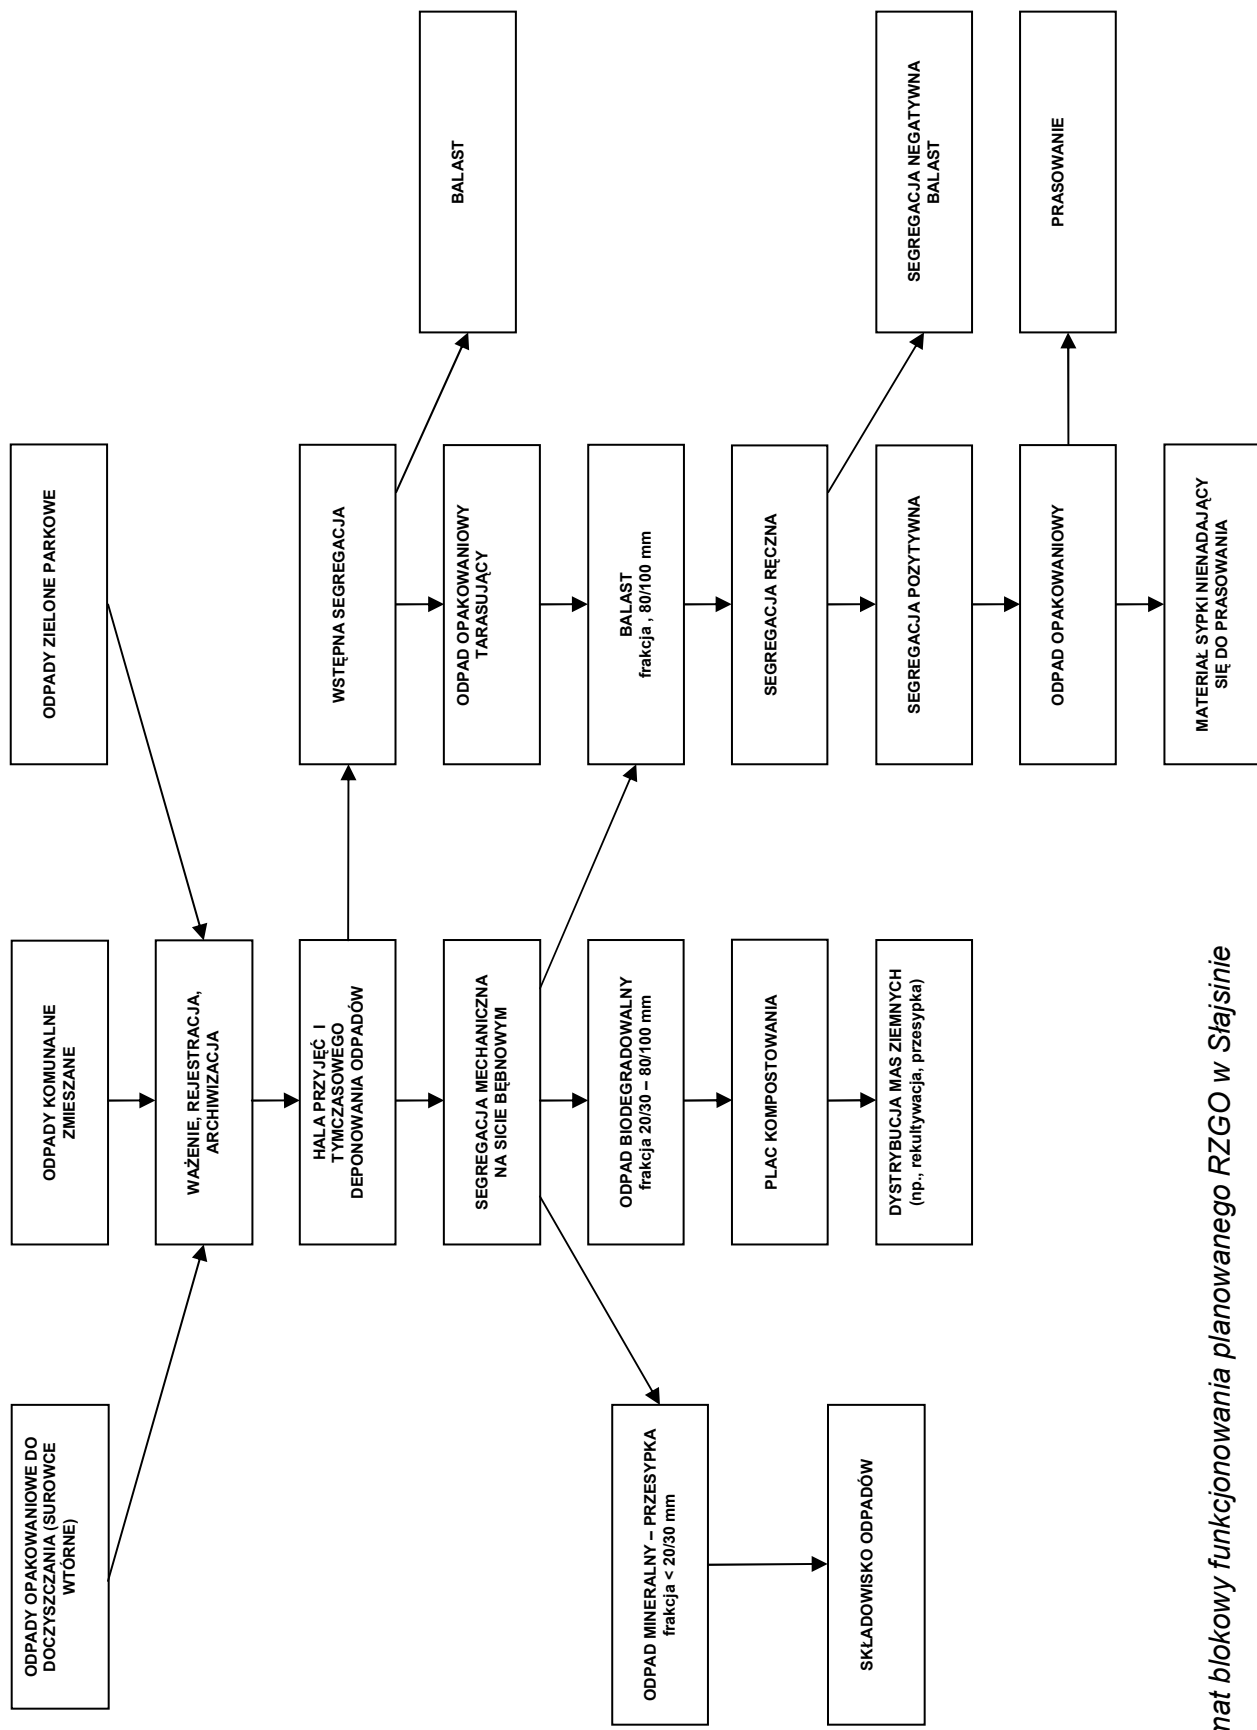 ODPADY OPAKOWANIOWE DO
DOCZYSZCZANIA (SUROWCE
WTÓRNE)
ODPADY KOMUNALNE
ZMIESZANE
ODPADY ZIELONE PARKOWE
WAŻENIE, REJESTRACJA,
ARCHIWIZACJA
HALA PRZYJĘĆ I
TYMCZASOWEGO
DEPONOWANIA ODPADÓW
WSTĘPNA SEGREGACJA
BALAST
SEGREGACJA MECHANICZNA
NA SICIE BĘBNOWYM
ODPAD OPAKOWANIOWY
TARASUJĄCY
ODPAD MINERALNY – PRZESYPKA
frakcja < 20/30 mm
ODPAD BIODEGRADOWALNY
frakcja 20/30 – 80/100 mm
BALAST
frakcja , 80/100 mm
PLAC KOMPOSTOWANIA
SEGREGACJA RĘCZNA
SKŁADOWISKO ODPADÓW
DYSTRYBUCJA MAS ZIEMNYCH
(np., rekultywacja, przesypka)
SEGREGACJA POZYTYWNA
SEGREGACJA NEGATYWNA
BALAST
ODPAD OPAKOWANIOWY
PRASOWANIE
MATERIAŁ SYPKI NIENADAJĄCY
SIĘ DO PRASOWANIA
mat blokowy funkcjonowania planowanego RZGO w Słajsinie